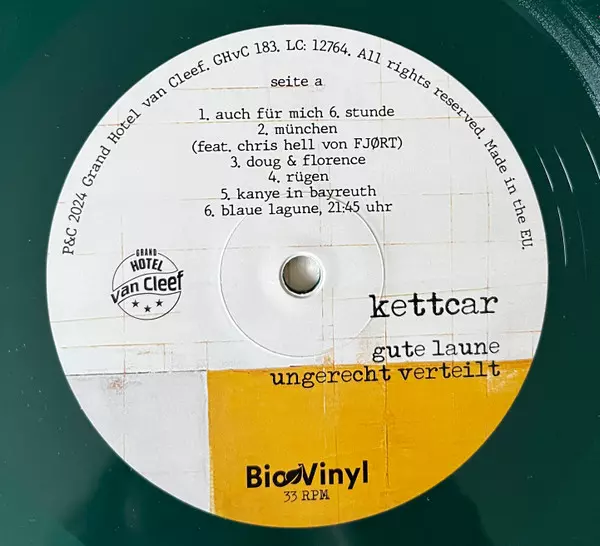 P&C 2024 Grand Hotel van Cleef. GHvC 183. LC: 12764. All rights reserved. Made in the EU.
seite a
1. auch für mich 6. stunde
2. münchen
(feat. chris hell von FJØRT)
3. doug & florence
4. rügen
5. kanye in bayreuth
6. blaue lagune, 21:45 uhr
GRAND
HOTEL
van Cleef
kettcar
gute laune
ungerecht verteilt
BioVinyl
33 RPM